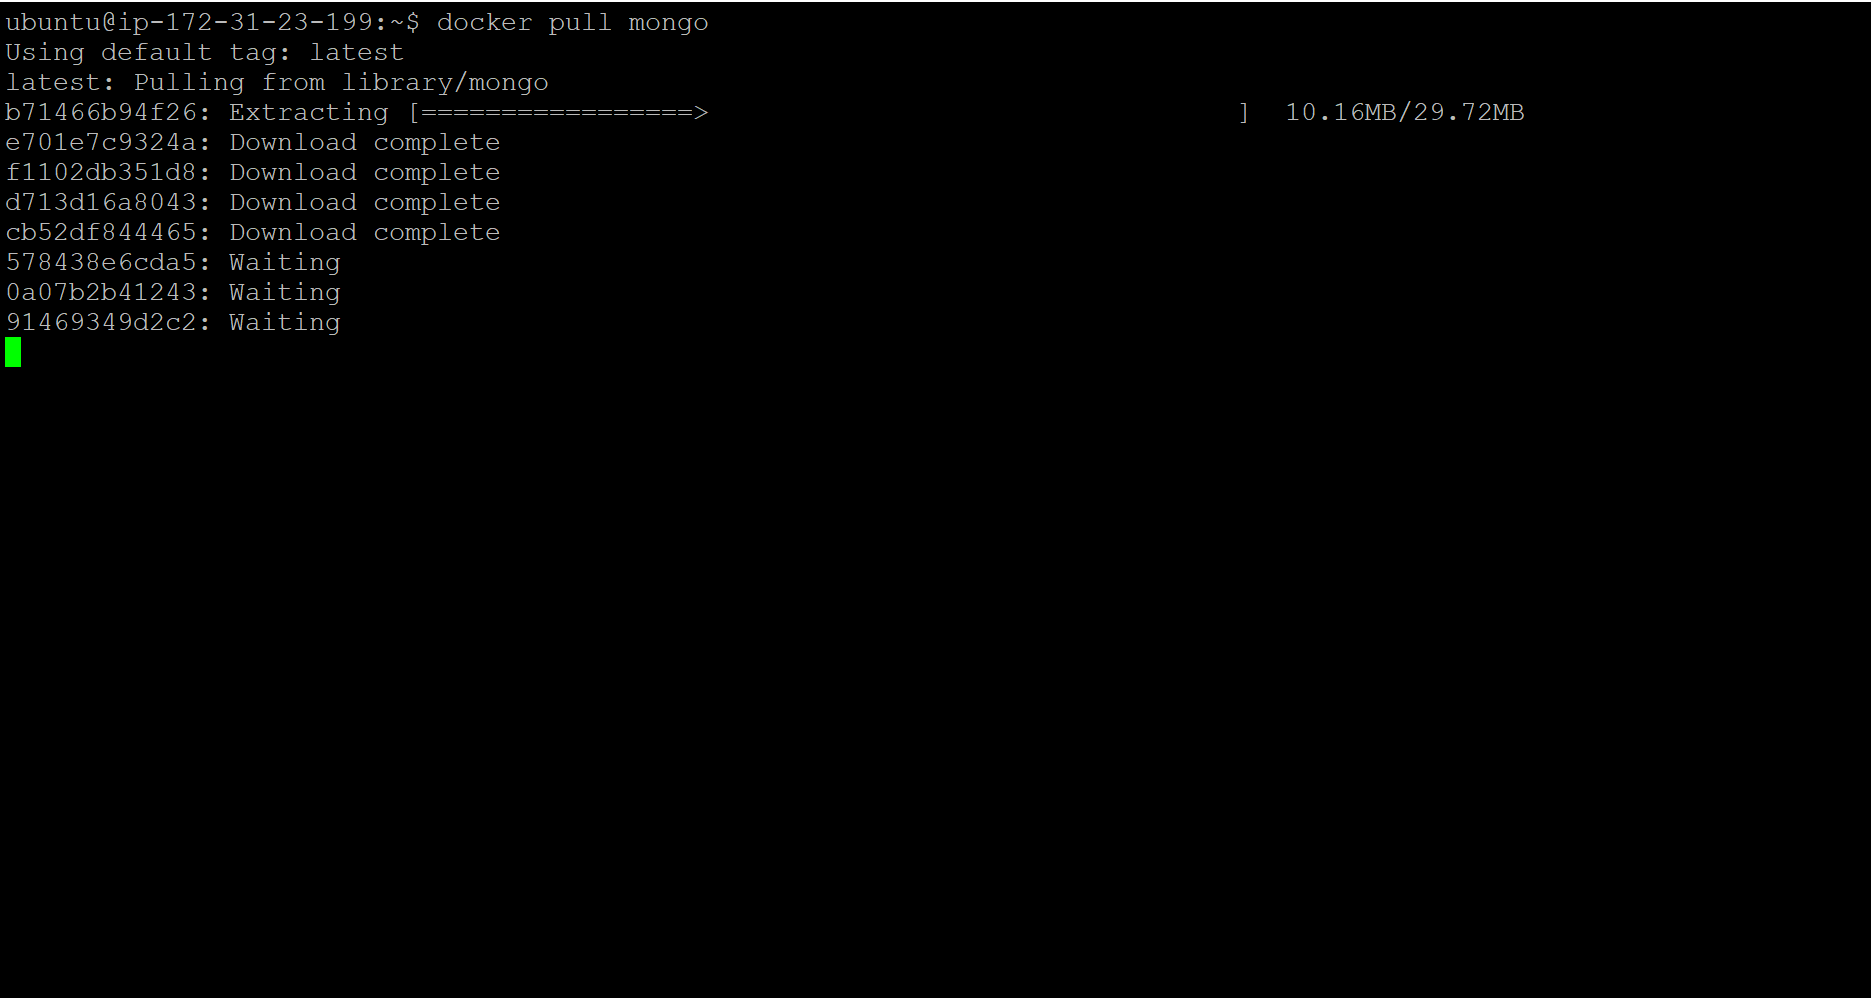 ubuntu@ip-172-31-23-199:~$ docker pull mongo
Using default tag: latest
latest: Pulling from library/mongo
b71466b94f26: Extracting [=================>                                 ]  10.16MB/29.72MB
e701e7c9324a: Download complete
f1102db351d8: Download complete
d713d16a8043: Download complete
cb52df844465: Download complete
578438e6cda5: Waiting
0a07b2b41243: Waiting
91469349d2c2: Waiting